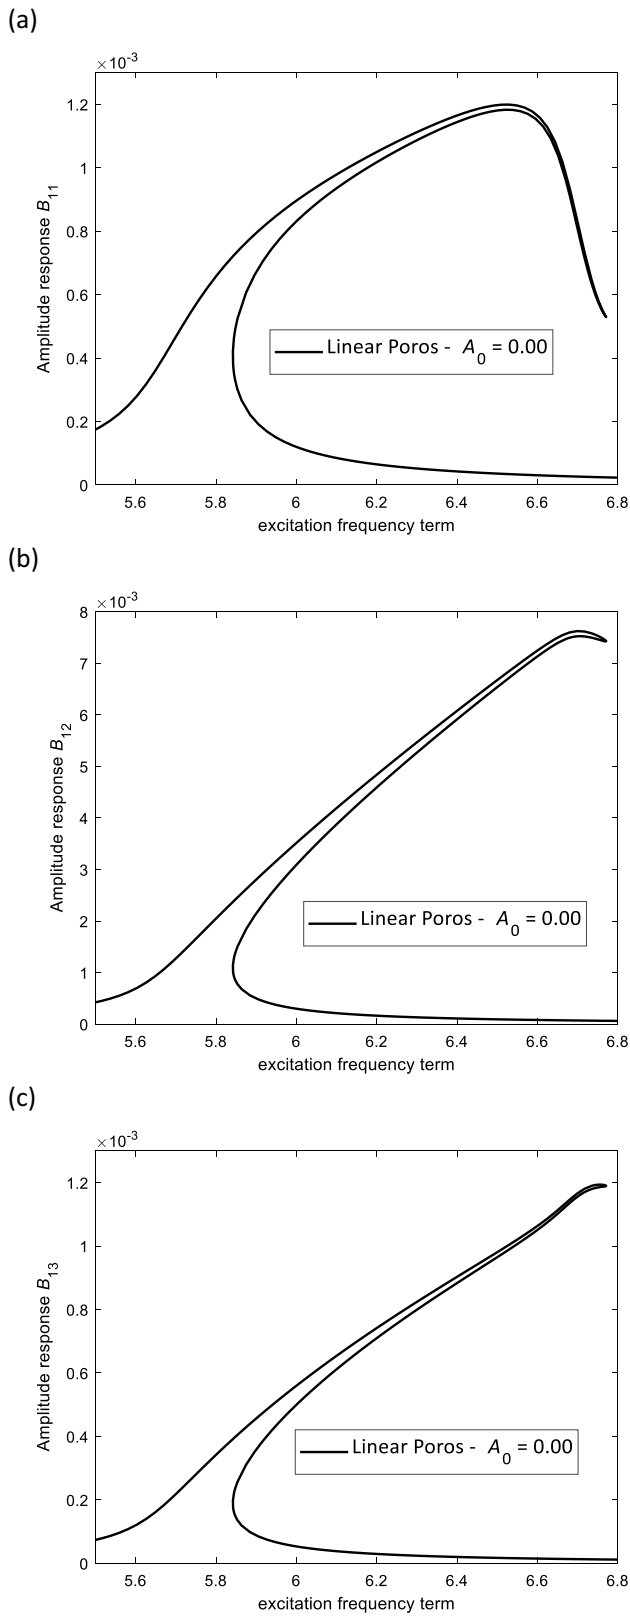 (a)
×10-3
1.2
1
0.8
0.6
0.4
0.2
0
Amplitude response B11
Linear Poros - A0 = 0.00
5.6 5.8 6 6.2 6.4 6.6 6.8
excitation frequency term
(b)
×10-3
8
7
6
5
4
3
2
1
0
Amplitude response B12
Linear Poros - A0 = 0.00
5.6 5.8 6 6.2 6.4 6.6 6.8
excitation frequency term
(c)
×10-3
1.2
1
0.8
0.6
0.4
0.2
0
Amplitude response B13
Linear Poros - A0 = 0.00
5.6 5.8 6 6.2 6.4 6.6 6.8
excitation frequency term